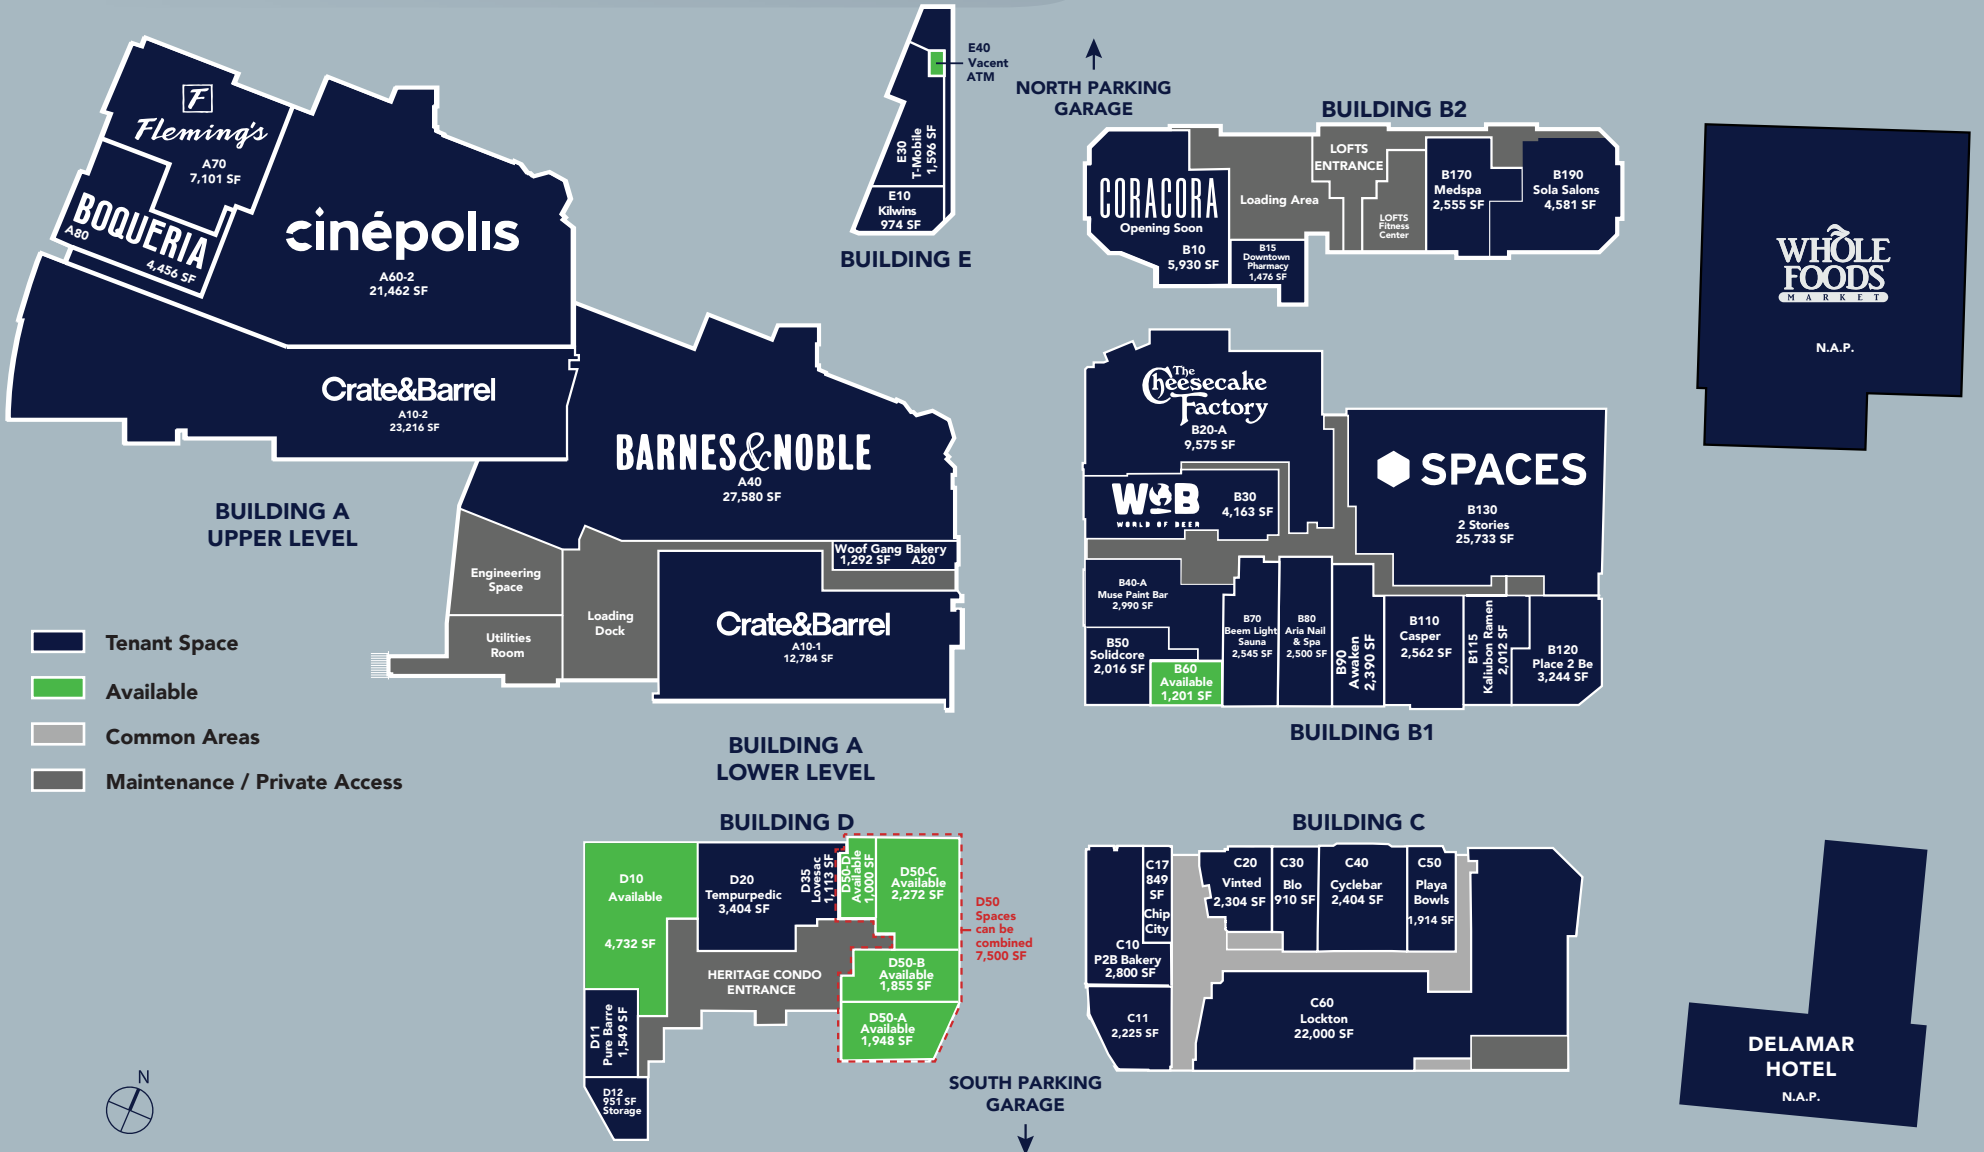 F
Fleming's
A70
7,101 SF
BOQUERIA
A80
4,456 SF
cinépolis
A60-2
21,462 SF
Crate&Barrel
A10-2
23,216 SF
BUILDING A
UPPER LEVEL
BARNES&NOBLE
A40
27,580 SF
Woof Gang Bakery
1,292 SF A20
Engineering
Space
Utilities
Room
Loading
Dock
Crate&Barrel
A10-1
12,784 SF
BUILDING A
LOWER LEVEL
E40
Vacent
ATM
E30
T-Mobile
1,596 SF
E10
Kilwins
974 SF
BUILDING E
NORTH PARKING
GARAGE
BUILDING B2
CORACORA
Opening Soon
B10
5,930 SF
Loading Area
B15
Downtown
Pharmacy
1,476 SF
LOFTS
ENTRANCE
LOFTS
Fitness
Center
B170
Medspa
2,555 SF
B190
Sola Salons
4,581 SF
WHOLE
FOODS
MARKET
N.A.P.
The
Cheesecake
Factory
B20-A
9,575 SF
WOB
WORLD OF BEER
B30
4,163 SF
SPACES
B130
2 Stories
25,733 SF
B40-A
Muse Paint Bar
2,990 SF
B50
Solidcore
2,016 SF
B60
Available
1,201 SF
B70
Beem Light
Sauna
2,545 SF
B80
Aria Nail
& Spa
2,500 SF
B90
Awaken
2,390 SF
B110
Casper
2,562 SF
B115
Kaliubon Ramen
2,012 SF
B120
Place 2 Be
3,244 SF
BUILDING B1
Tenant Space
Available
Common Areas
Maintenance / Private Access
N
BUILDING D
D10
Available
4,732 SF
D20
Tempurpedic
3,404 SF
D35
Lovesac
1,113 SF
D50-D
Available
1,000 SF
D50-C
Available
2,272 SF
D50-B
Available
1,855 SF
D50-A
Available
1,948 SF
D50
Spaces
can be
combined
7,500 SF
HERITAGE CONDO
ENTRANCE
D11
Pure Barre
1,549 SF
D12
951 SF
Storage
SOUTH PARKING
GARAGE
BUILDING C
C17
849
SF
Chip
City
C10
P2B Bakery
2,800 SF
C11
2,225 SF
C20
Vinted
2,304 SF
C30
Blo
910 SF
C40
Cyclebar
2,404 SF
C50
Playa
Bowls
1,914 SF
C60
Lockton
22,000 SF
DELAMAR
HOTEL
N.A.P.